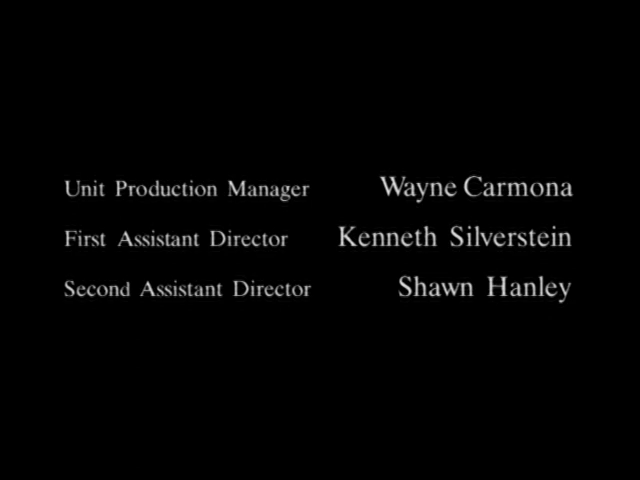 Unit Production Manager Wayne Carmona
First Assistant Director Kenneth Silverstein
Second Assistant Director Shawn Hanley